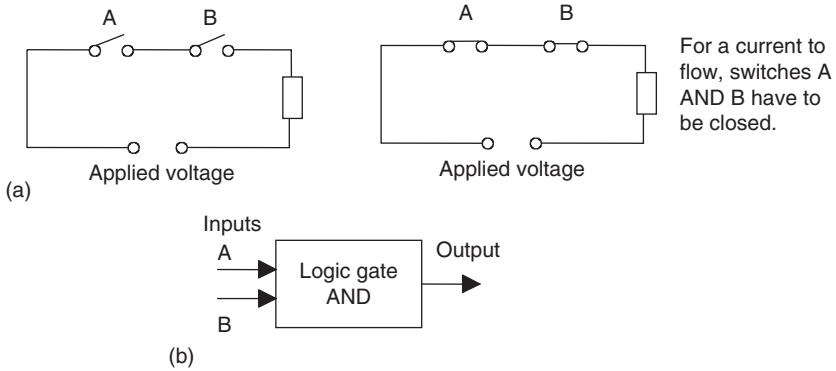 A B
A B
For a current to
flow, switches A
AND B have to
be closed.
Applied voltage
Applied voltage
(a)
Inputs
A
B
Logic gate
AND
Output
(b)